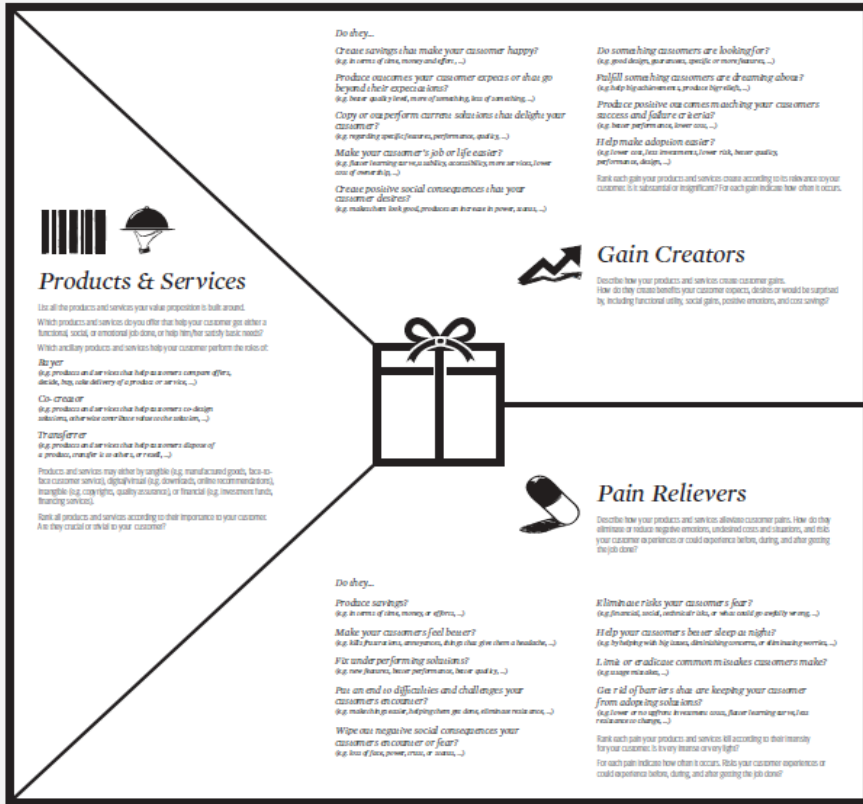 Do they...
Create savings that make your customer happy?
(e.g. in terms of time, money and effort, ...)
Produce outcomes your customer expects or that go
beyond their expectations?
(e.g. better quality level, more of something, less of something, ...)
Copy or outperform current solutions that delight your
customer?
(e.g. regarding specific features, performance, quality, ...)
Make your customer's job or life easier?
(e.g. flatter learning curve, usability, accessibility, more services, lower
cost of ownership, ...)
Create positive social consequences that your
customer desires?
(e.g. makes them look good, produces an increase in power, status, ...)
Do something customers are looking for?
(e.g. good design, guarantees, specific or more features, ...)
Fulfill something customers are dreaming about?
(e.g. help big achievements, produce big reliefs, ...)
Produce positive outcomes matching your customers
success and failure criteria?
(e.g. better performance, lower cost, ...)
Help make adoption easier?
(e.g. lower cost, less investments, lower risk, better quality,
performance, design, ...)
Rank each gain your products and services create according to its relevance to your
customer. Is it substantial or insignificant? For each gain indicate how often it occurs.
Gain Creators
Describe how your products and services create customer gains.
How do they create benefits your customer expects, desires or would be surprised
by, including functional utility, social gains, positive emotions, and cost savings?
Products & Services
List all the products and services your value proposition is built around.
Which products and services do you offer that help your customer get either a
functional, social, or emotional job done, or help him/her satisfy basic needs?
Which ancillary products and services help your customer perform the roles of:
Buyer
(e.g. products and services that help customers compare offers,
decide, buy, take delivery of a product or service, ...)
Co-creator
(e.g. products and services that help customers co-design
solutions, otherwise contribute value to the solution, ...)
Transferrer
(e.g. products and services that help customers dispose of
a product, transfer it to others, or resell, ...)
Products and services may either by tangible (e.g. manufactured goods, face-to-
face customer service), digital/virtual (e.g. downloads, online recommendations),
intangible (e.g. copyrights, quality assurance), or financial (e.g. investment funds,
financing services).
Rank all products and services according to their importance to your customer.
Are they crucial or trivial to your customer?
Pain Relievers
Describe how your products and services alleviate customer pains. How do they
eliminate or reduce negative emotions, undesired costs and situations, and risks
your customer experiences or could experience before, during, and after getting
the job done?
Do they...
Produce savings?
(e.g. in terms of time, money, or efforts, ...)
Make your customers feel better?
(e.g. kills frustrations, annoyances, things that give them a headache, ...)
Fix underperforming solutions?
(e.g. new features, better performance, better quality, ...)
Put an end to difficulties and challenges your
customers encounter?
(e.g. make things easier, helping them get done, eliminate resistance, ...)
Wipe out negative social consequences your
customers encounter or fear?
(e.g. loss of face, power, trust, or status, ...)
Eliminate risks your customers fear?
(e.g. financial, social, technical risks, or what could go awfully wrong, ...)
Help your customers better sleep at night?
(e.g. by helping with big issues, diminishing concerns, or eliminating worries, ...)
Limit or eradicate common mistakes customers make?
(e.g. usage mistakes, ...)
Get rid of barriers that are keeping your customer
from adopting solutions?
(e.g. lower or no upfront investment costs, flatter learning curve, less
resistance to change, ...)
Rank each pain your products and services kill according to their intensity
for your customer. Is it very intense or very light?
For each pain indicate how often it occurs. Risks your customer experiences or
could experience before, during, and after getting the job done?